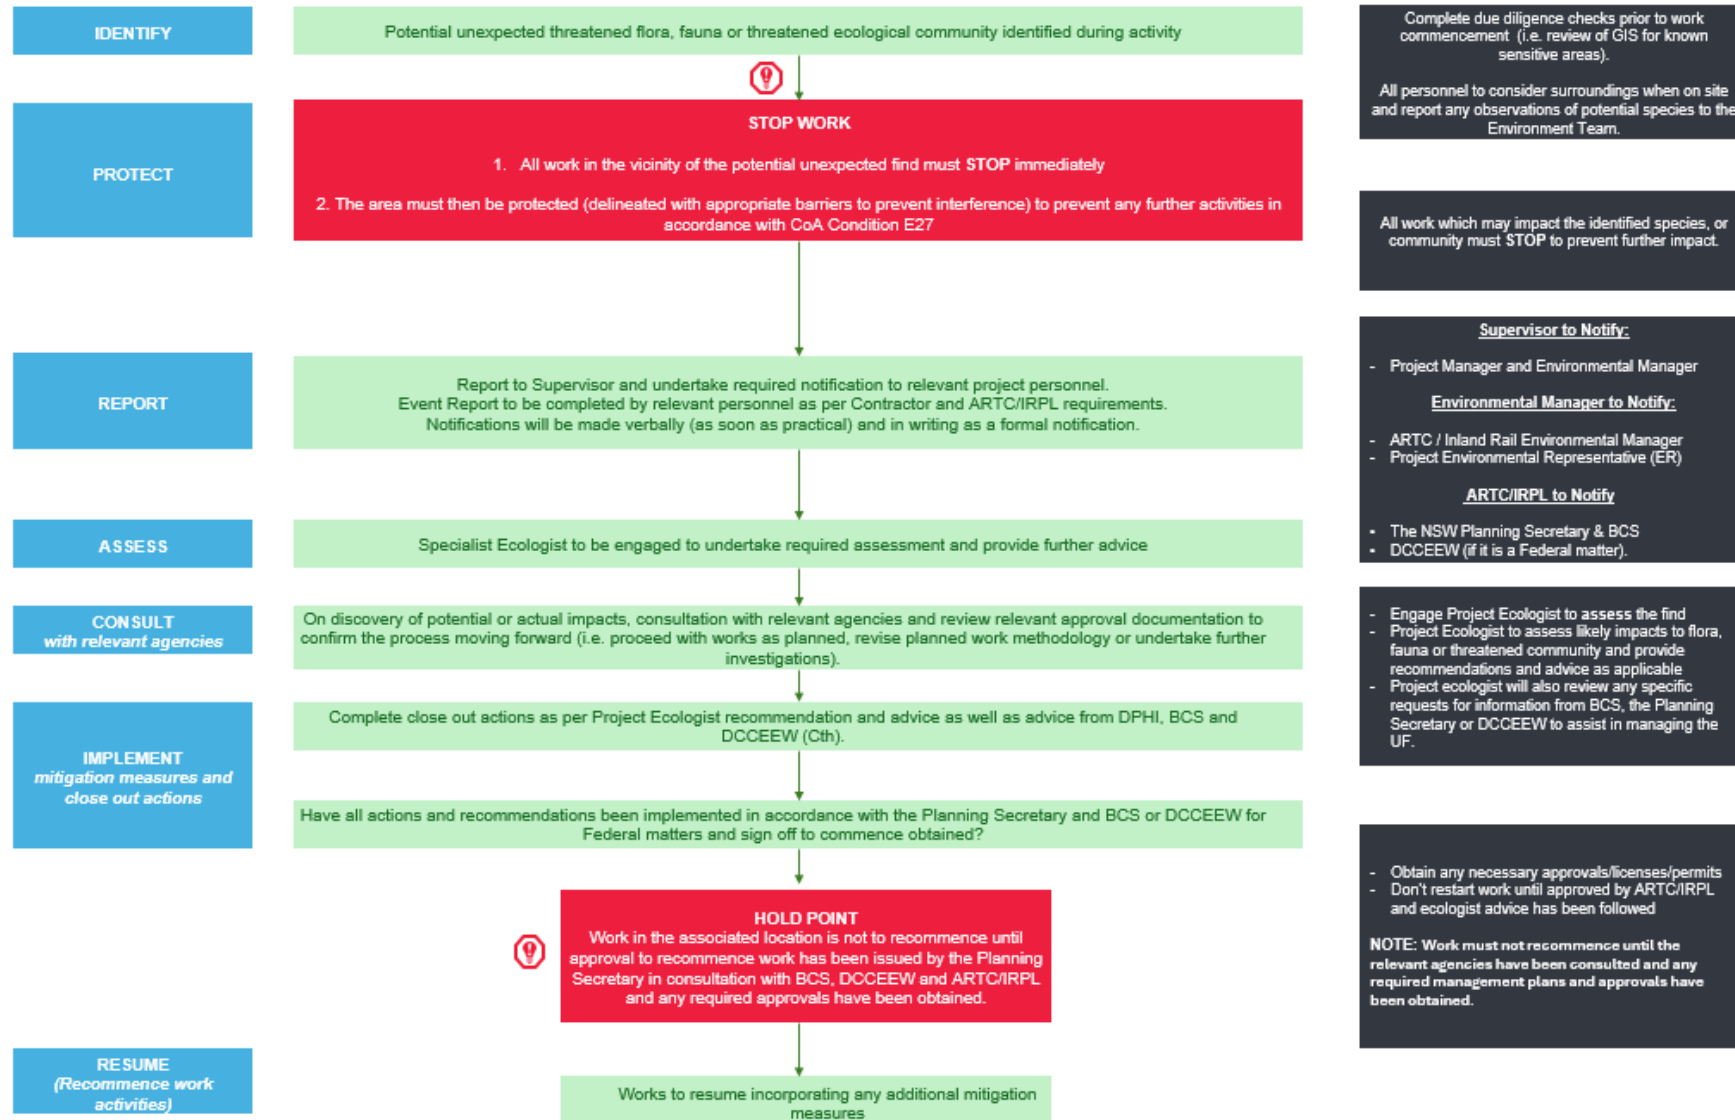 IDENTIFY
Potential unexpected threatened flora, fauna or threatened ecological community identified during activity
Complete due diligence checks prior to work
commencement (i.e. review of GIS for known
sensitive areas).
All personnel to consider surroundings when on site
and report any observations of potential species to the
Environment Team.
PROTECT
STOP WORK
1. All work in the vicinity of the potential unexpected find must STOP immediately
2. The area must then be protected (delineated with appropriate barriers to prevent interference) to prevent any further activities in
accordance with CoA Condition E27
All work which may impact the identified species, or
community must STOP to prevent further impact.
REPORT
Report to Supervisor and undertake required notification to relevant project personnel.
Event Report to be completed by relevant personnel as per Contractor and ARTC/IRPL requirements.
Notifications will be made verbally (as soon as practical) and in writing as a formal notification.
Supervisor to Notify:
- Project Manager and Environmental Manager
Environmental Manager to Notify:
- ARTC / Inland Rail Environmental Manager
- Project Environmental Representative (ER)
ARTC/IRPL to Notify
- The NSW Planning Secretary & BCS
- DCCEEW (if it is a Federal matter).
ASSESS
Specialist Ecologist to be engaged to undertake required assessment and provide further advice
CONSULT
with relevant agencies
On discovery of potential or actual impacts, consultation with relevant agencies and review relevant approval documentation to
confirm the process moving forward (i.e. proceed with works as planned, revise planned work methodology or undertake further
investigations).
- Engage Project Ecologist to assess the find
- Project Ecologist to assess likely impacts to flora,
fauna or threatened community and provide
recommendations and advice as applicable
- Project ecologist will also review any specific
requests for information from BCS, the Planning
Secretary or DCCEEW to assist in managing the
UF.
IMPLEMENT
mitigation measures and
close out actions
Complete close out actions as per Project Ecologist recommendation and advice as well as advice from DPHI, BCS and
DCCEEW (Cth).
Have all actions and recommendations been implemented in accordance with the Planning Secretary and BCS or DCCEEW for
Federal matters and sign off to commence obtained?
HOLD POINT
Work in the associated location is not to recommence until
approval to recommence work has been issued by the Planning
Secretary in consultation with BCS, DCCEEW and ARTC/IRPL
and any required approvals have been obtained.
- Obtain any necessary approvals/licenses/permits
- Don't restart work until approved by ARTC/IRPL
and ecologist advice has been followed
NOTE: Work must not recommence until the
relevant agencies have been consulted and any
required management plans and approvals have
been obtained.
RESUME
(Recommence work
activities)
Works to resume incorporating any additional mitigation
measures